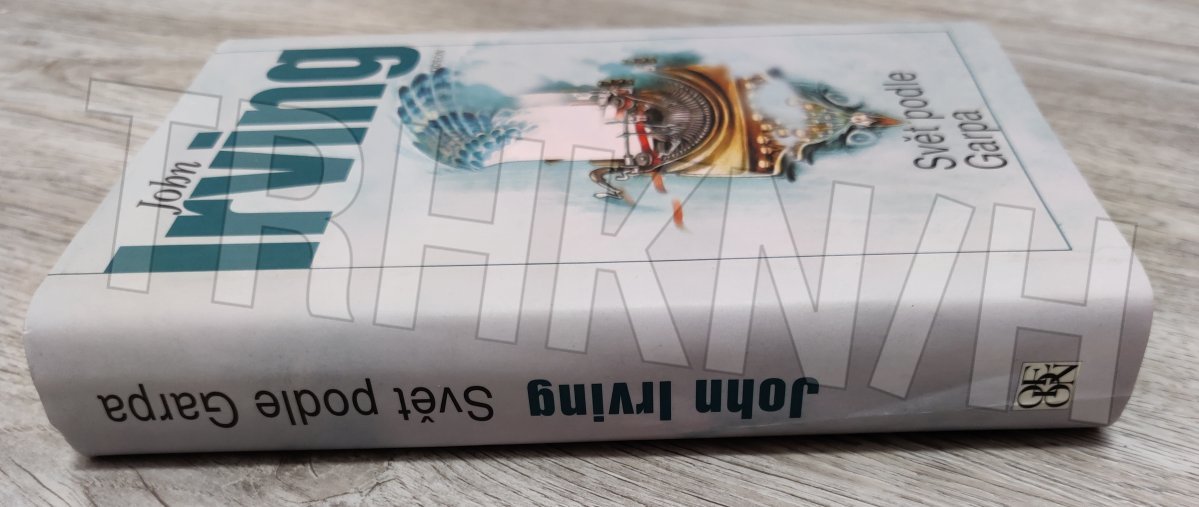 John
Irving
Svět podle
Garpa
John Irving Svět podle Garpa
TRHKNIH